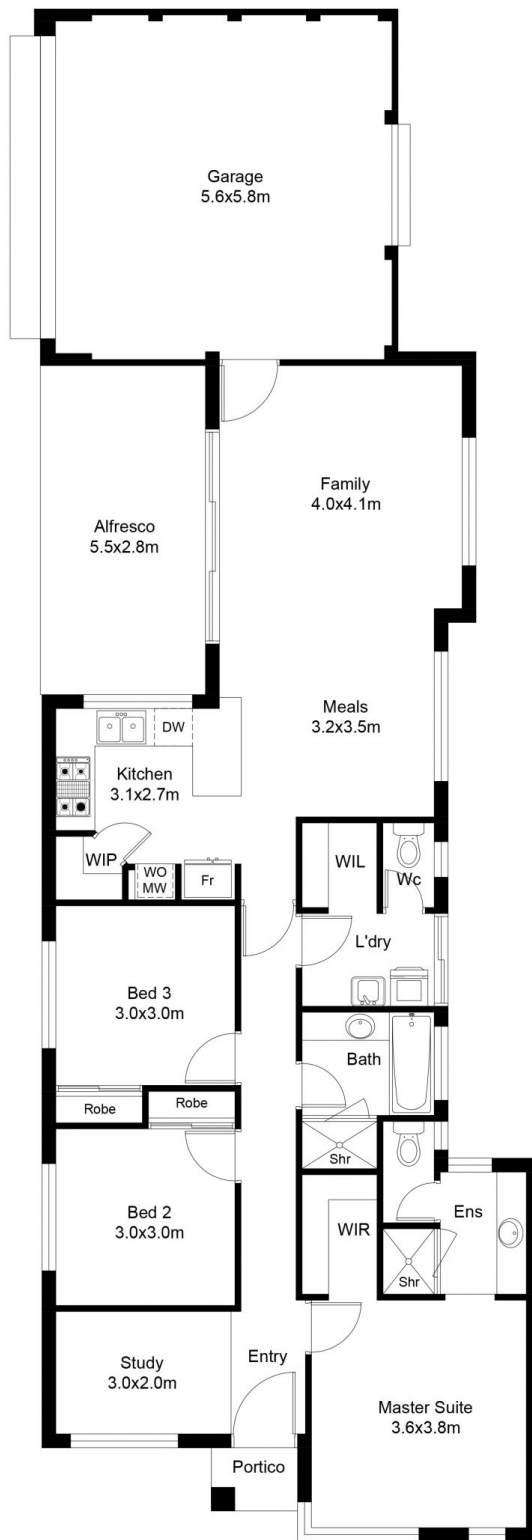 Garage
5.6x5.8m
Family
4.0x4.1m
Alfresco
5.5x2.8m
Meals
3.2x3.5m
DW
Kitchen
3.1x2.7m
WIP
WO
MW
Fr
WIL
Wc
L'dry
Bed 3
3.0x3.0m
Bath
Robe
Robe
Shr
Bed 2
3.0x3.0m
WIR
Ens
Shr
Study
3.0x2.0m
Entry
Master Suite
3.6x3.8m
Portico